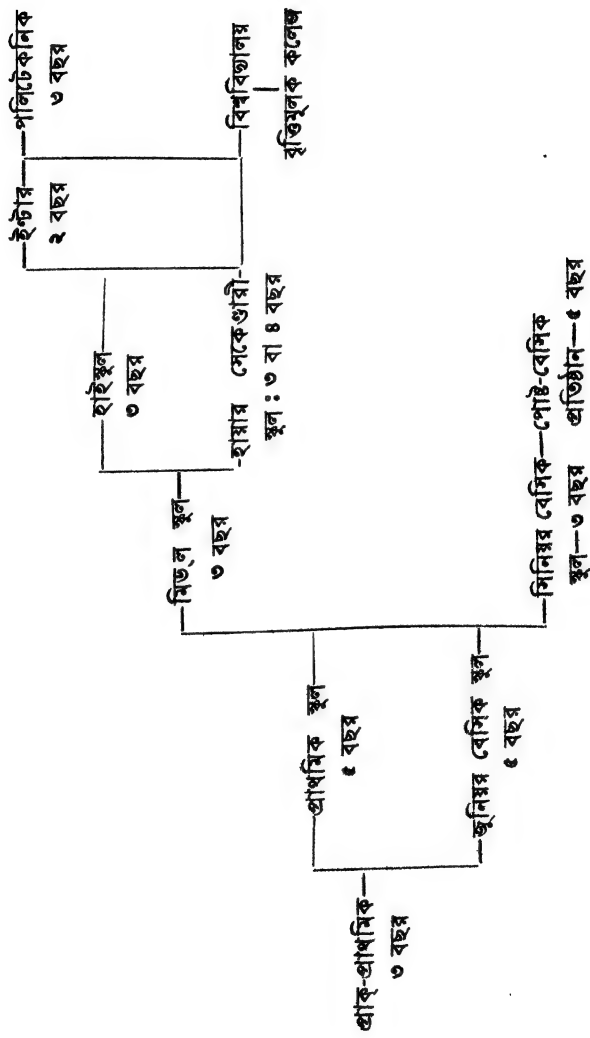 প্রাক্-প্রাথমিক
৩ বছর
প্রাথমিক স্কুল
৫ বছর
জুনিয়র বেসিক স্কুল
৫ বছর
মিড্ল স্কুল
৩ বছর
সিনিয়র বেসিক—পোষ্ট-বেসিক
স্কুল—৩ বছর প্রতিষ্ঠান—৫ বছর
হাইস্কুল
৩ বছর
হায়ার সেকেণ্ডারী
স্কুল : ৩ বা ৪ বছর
ইণ্টার
২ বছর
পলিটেকনিক
৩ বছর
বিশ্ববিদ্যালয়
বৃত্তিমূলক কলেজ